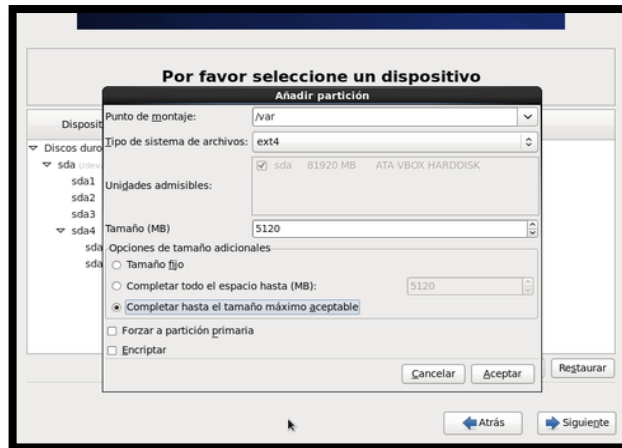 Por favor seleccione un dispositivo
Añadir partición
Punto de montaje: /var
Tipo de sistema de archivos: ext4
sda 81920 MB ATA VBOX HARDDISK
Unidades admisibles:
Tamaño (MB) 5120
Opciones de tamaño adicionales
Tamaño fijo
Completar todo el espacio hasta (MB): 5120
Completar hasta el tamaño máximo aceptable
Forzar a partición primaria
Encriptar
Cancelar Aceptar
Disposit
Discos duro
sda
sda1
sda2
sda3
sda4
sda
sda
Restaurar
Atrás Siguiente